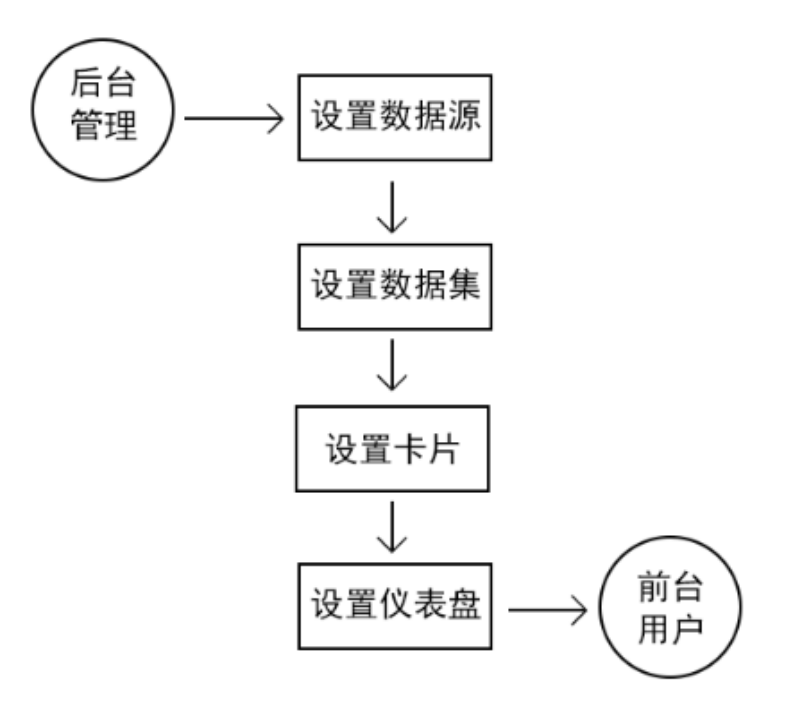 后台
管理
设置数据源
设置数据集
设置卡片
设置仪表盘
前台
用户